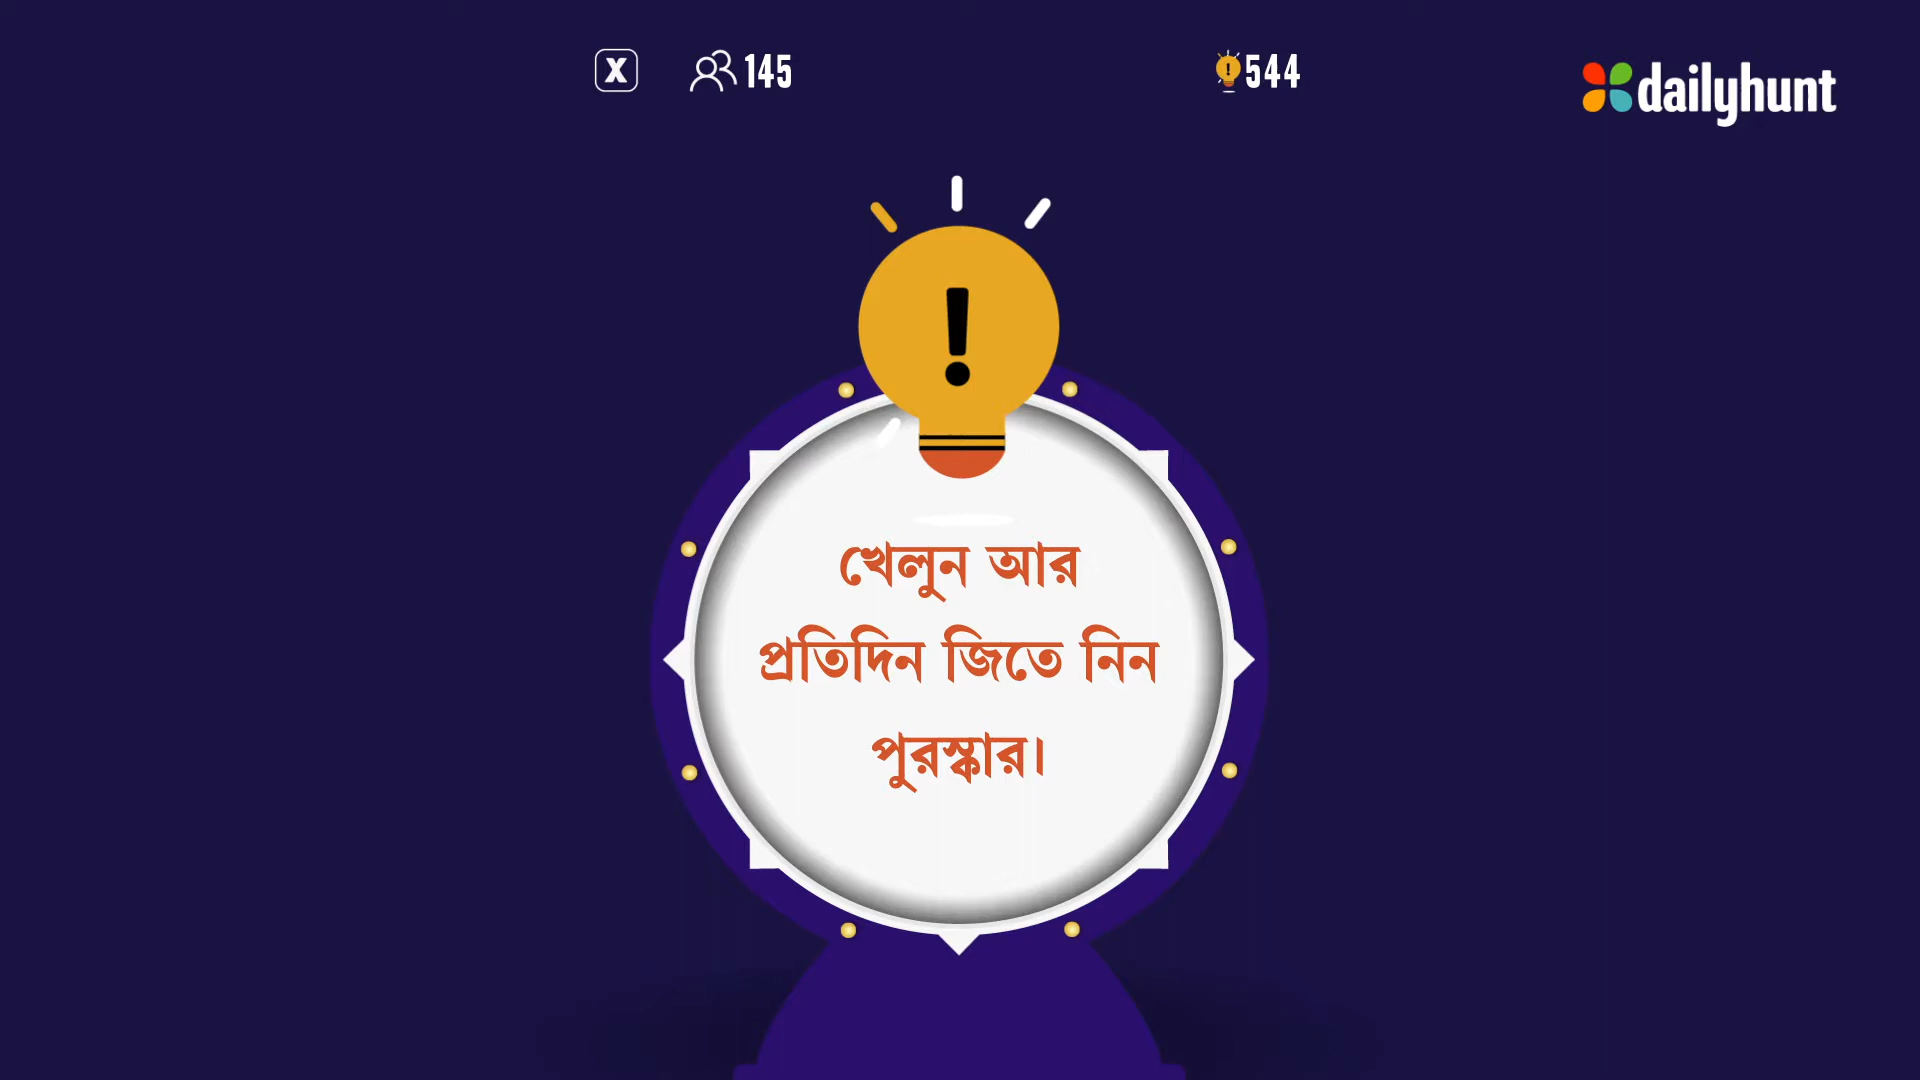 X 145 !544
dailyhunt
!
খেলুন আর
প্রতিদিন জিতে নিন
পুরস্কার।